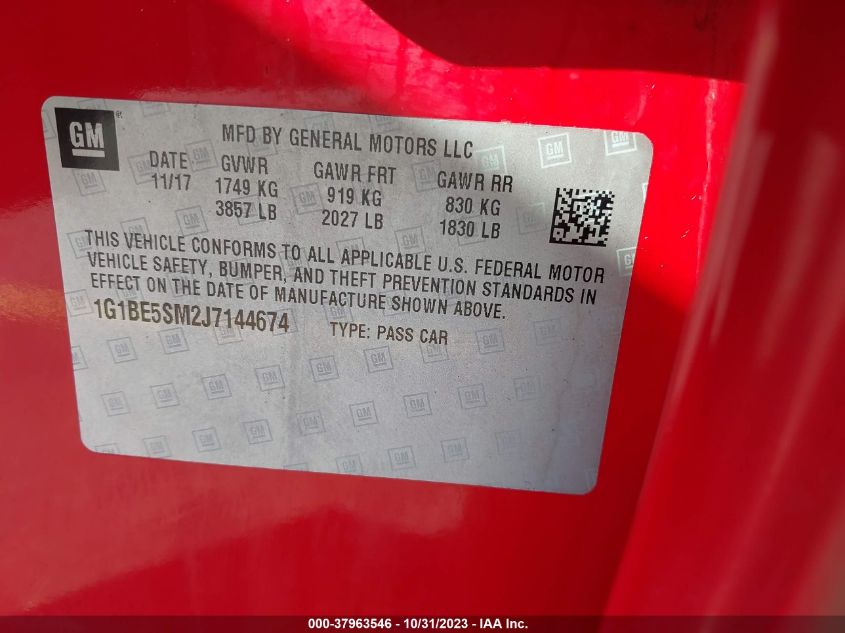 GM
MFD BY GENERAL MOTORS LLC
DATE GVWR GAWR FRT GAWR RR
11/17 1749 KG 919 KG 830 KG
3857 LB 2027 LB 1830 LB
THIS VEHICLE CONFORMS TO ALL APPLICABLE U.S. FEDERAL MOTOR
VEHICLE SAFETY, BUMPER, AND THEFT PREVENTION STANDARDS IN
EFFECT ON THE DATE OF MANUFACTURE SHOWN ABOVE.
1G1BE5SM2J7144674 TYPE: PASS CAR
000-37963546 - 10/31/2023 - IAA Inc.